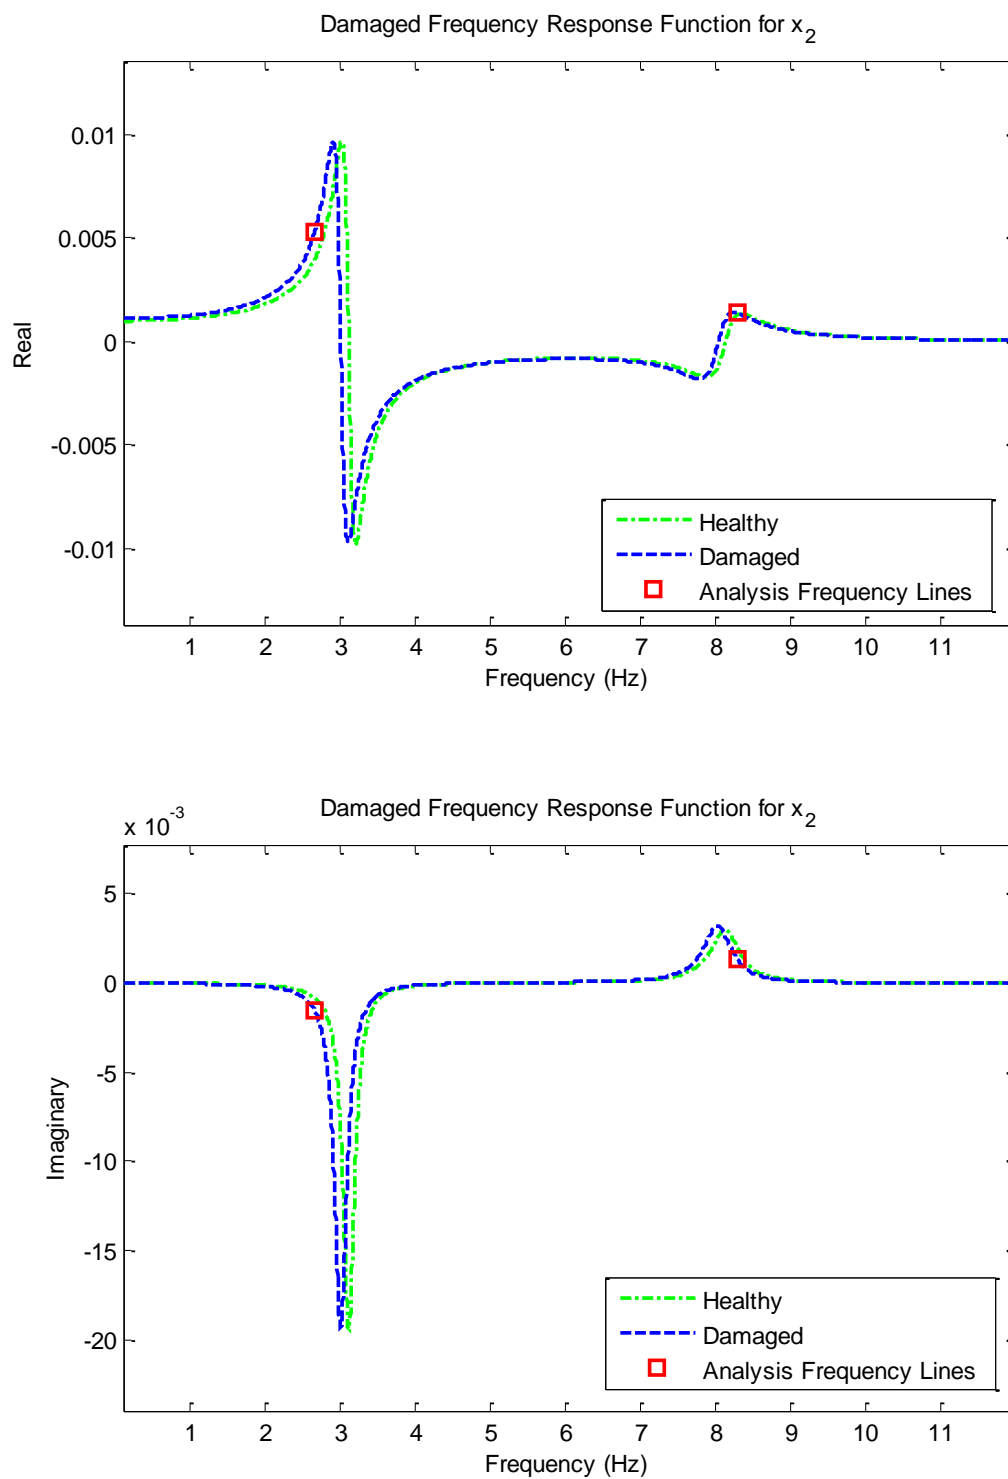 Damaged Frequency Response Function for x2
0.01
0.005
0
-0.005
-0.01
Real
Healthy
Damaged
Analysis Frequency Lines
1 2 3 4 5 6 7 8 9 10 11
Frequency (Hz)
Damaged Frequency Response Function for x2
x 10-3
5
0
-5
-10
-15
-20
Imaginary
Healthy
Damaged
Analysis Frequency Lines
1 2 3 4 5 6 7 8 9 10 11
Frequency (Hz)